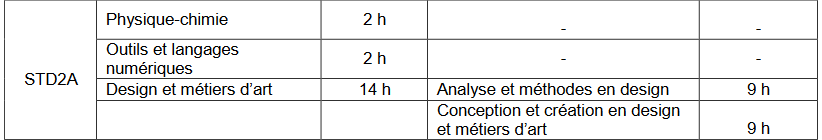 Physique-chimie 2 h - -
Outils et langages
numériques 2 h - -
STD2A
Design et métiers d'art 14 h Analyse et méthodes en design 9 h
Conception et création en design
et métiers d'art 9 h